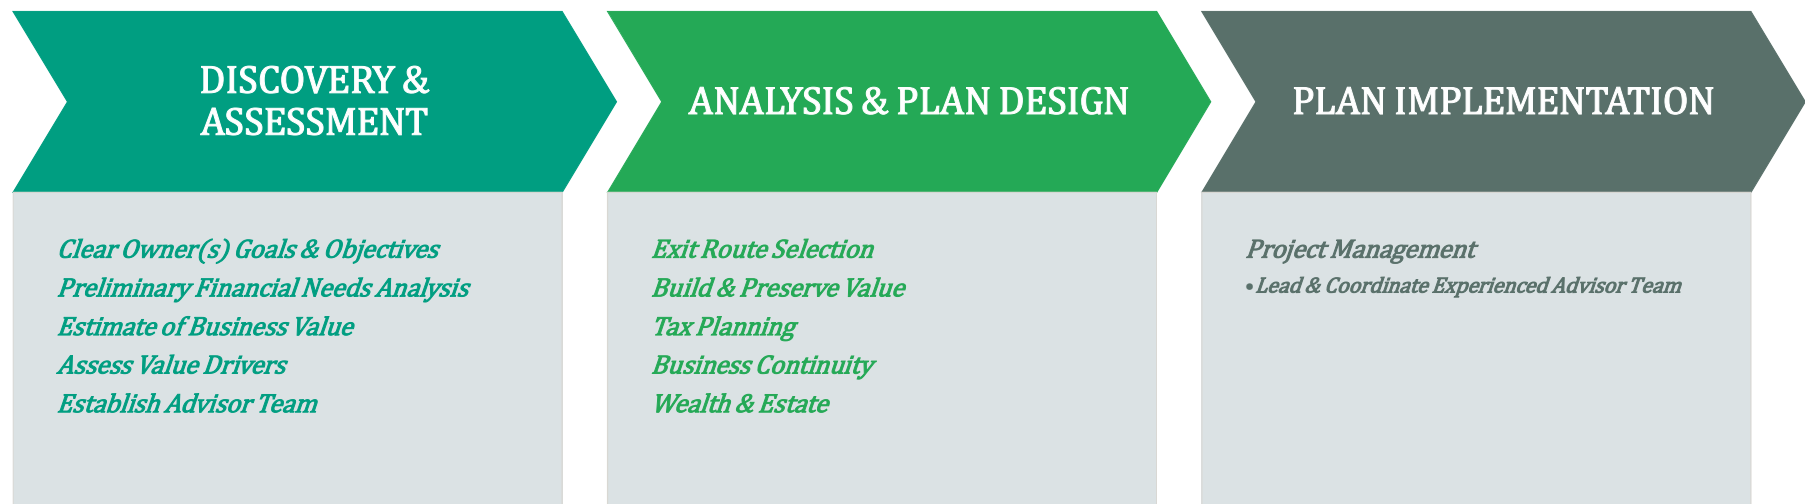 DISCOVERY &
ASSESSMENT
Clear Owner(s) Goals & Objectives
Preliminary Financial Needs Analysis
Estimate of Business Value
Assess Value Drivers
Establish Advisor Team
ANALYSIS & PLAN DESIGN
Exit Route Selection
Build & Preserve Value
Tax Planning
Business Continuity
Wealth & Estate
PLAN IMPLEMENTATION
Project Management
• Lead & Coordinate Experienced Advisor Team